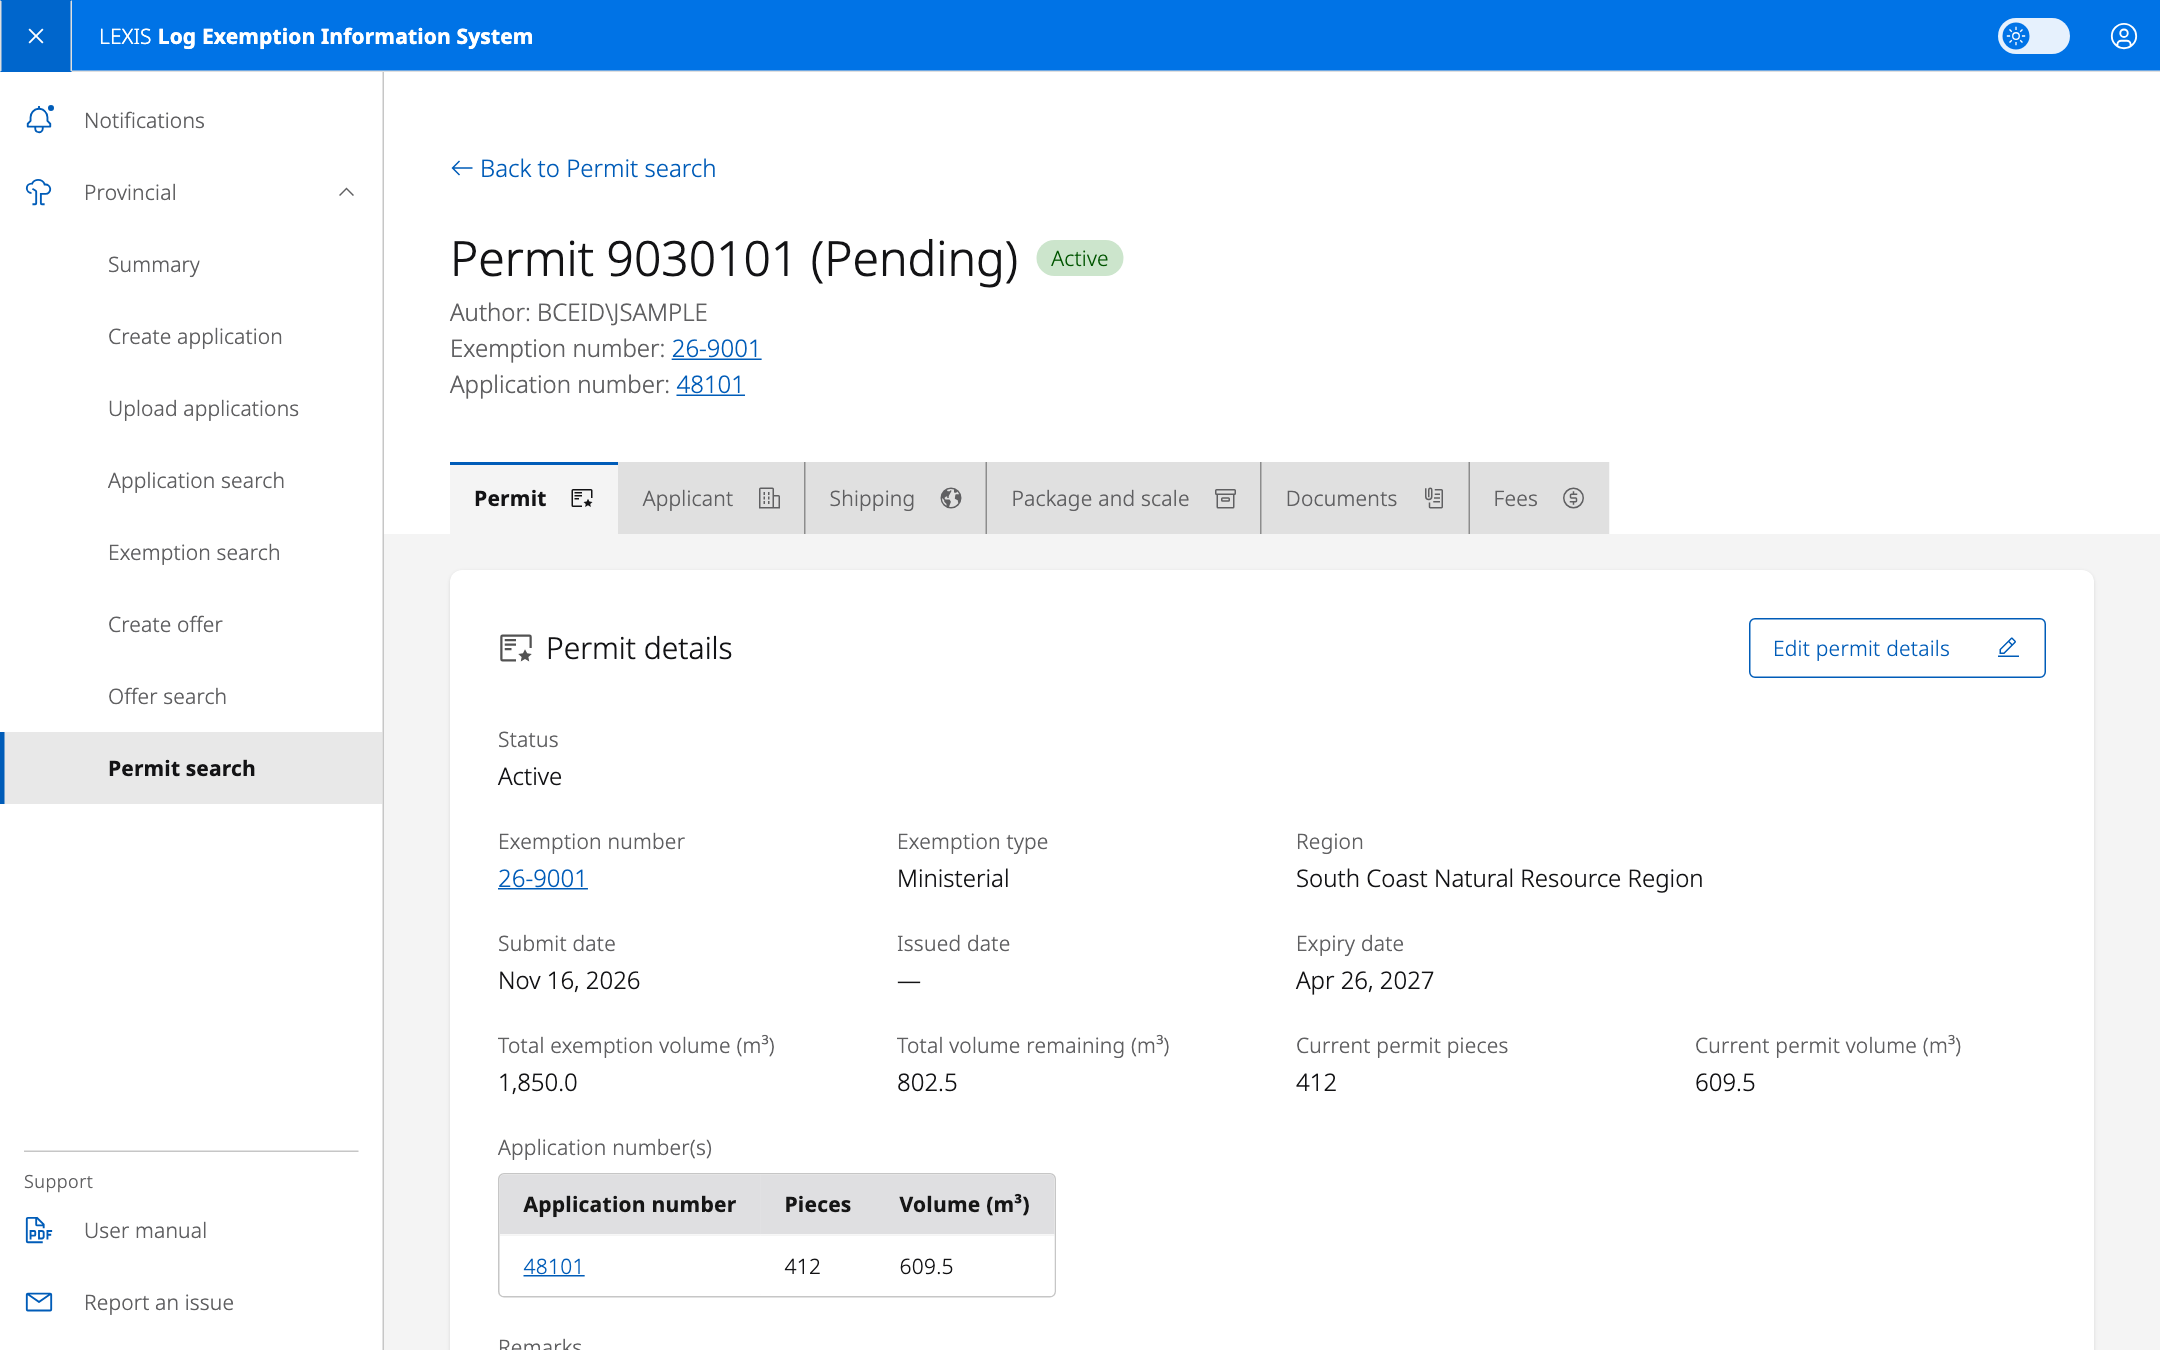 LEXIS Log Exemption Information System
Notifications
Provincial
Summary
Create application
Upload applications
Application search
Exemption search
Create offer
Offer search
Permit search
Support
PDF
User manual
Report an issue
← Back to Permit search
Permit 9030101 (Pending) Active
Author: BCEID\JSAMPLE
Exemption number: 26-9001
Application number: 48101
Permit Applicant Shipping Package and scale Documents Fees
Permit details
Edit permit details
Status
Active
Exemption number Exemption type Region
26-9001 Ministerial South Coast Natural Resource Region
Submit date Issued date Expiry date
Nov 16, 2026 — Apr 26, 2027
Total exemption volume (m³) Total volume remaining (m³) Current permit pieces Current permit volume (m³)
1,850.0 802.5 412 609.5
Application number(s)
Application number Pieces Volume (m³)
48101 412 609.5
Remarks